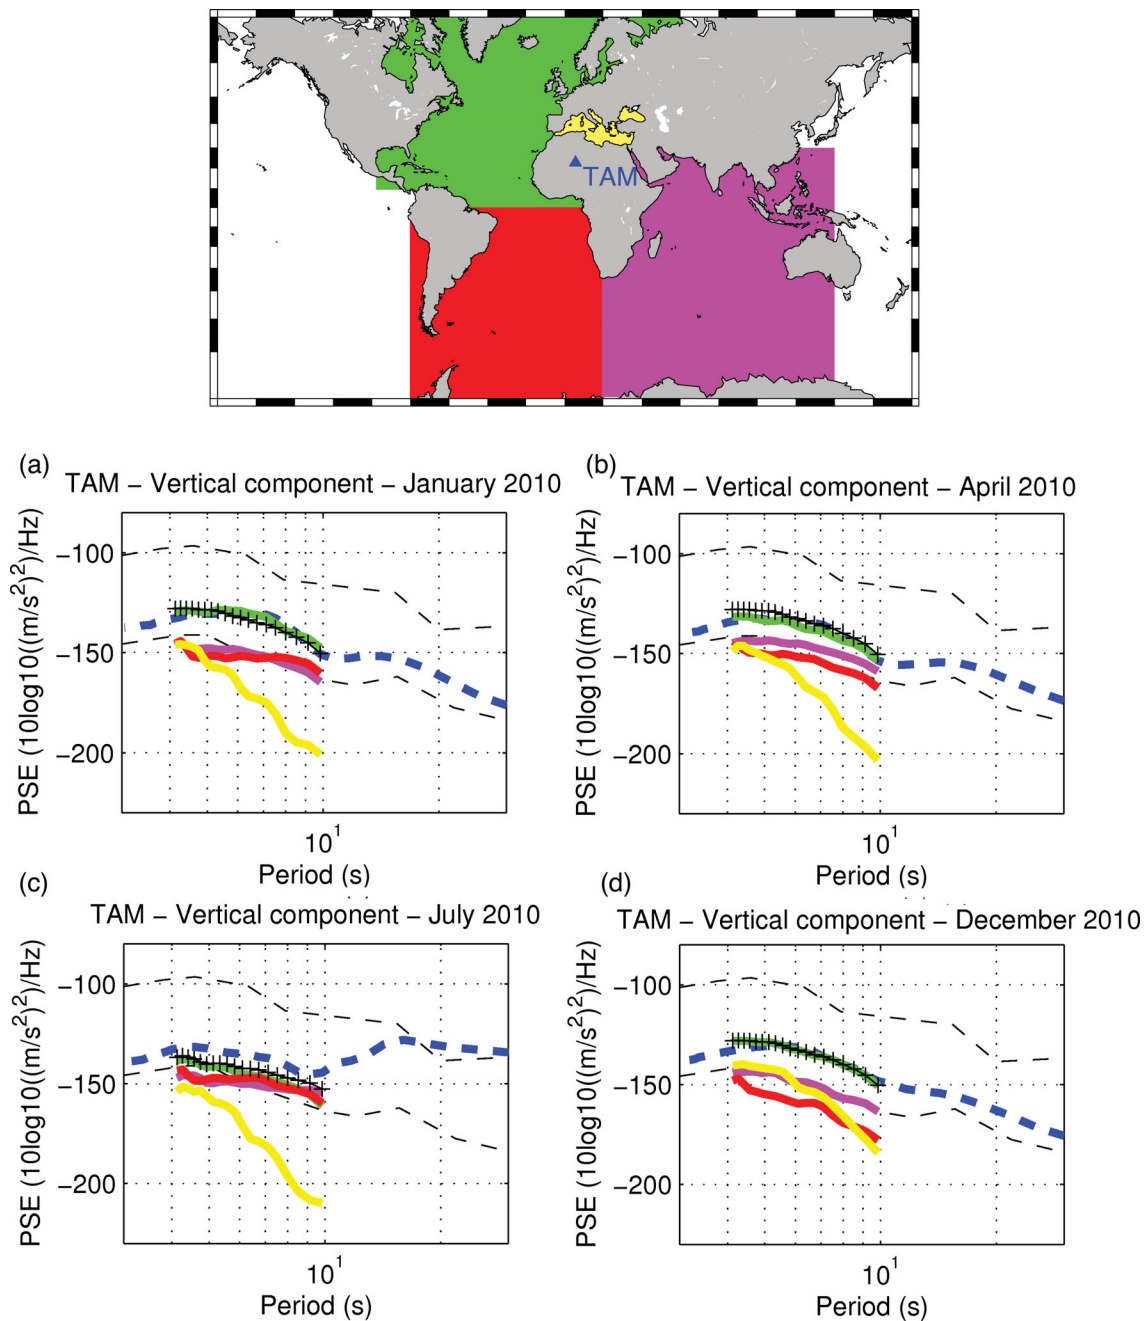 TAM
(a)
TAM – Vertical component – January 2010
PSE (10log10((m/s²)²)/Hz)
−100
−150
−200
10¹
Period (s)
(b)
TAM – Vertical component – April 2010
PSE (10log10((m/s²)²)/Hz)
−100
−150
−200
10¹
Period (s)
(c)
TAM – Vertical component – July 2010
PSE (10log10((m/s²)²)/Hz)
−100
−150
−200
10¹
Period (s)
(d)
TAM – Vertical component – December 2010
PSE (10log10((m/s²)²)/Hz)
−100
−150
−200
10¹
Period (s)